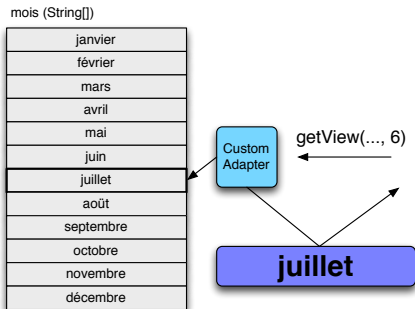 mois (String[])
janvier
février
mars
avril
mai
juin
juillet
août
septembre
octobre
novembre
décembre
Custom
Adapter
getView(..., 6)
juillet